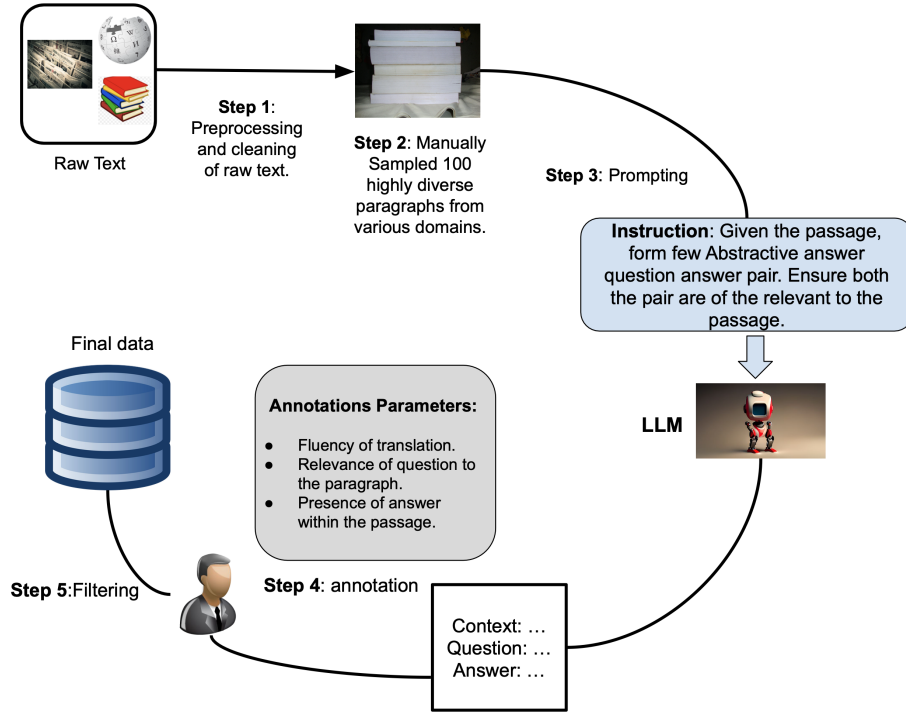 Raw Text
Step 1:
Preprocessing
and cleaning
of raw text.
Step 2: Manually
Sampled 100
highly diverse
paragraphs from
various domains.
Step 3: Prompting
Instruction: Given the passage,
form few Abstractive answer
question answer pair. Ensure both
the pair are of the relevant to the
passage.
LLM
Context: …
Question: …
Answer: …
Step 4: annotation
Annotations Parameters:
● Fluency of translation.
● Relevance of question to
the paragraph.
● Presence of answer
within the passage.
Step 5:Filtering
Final data